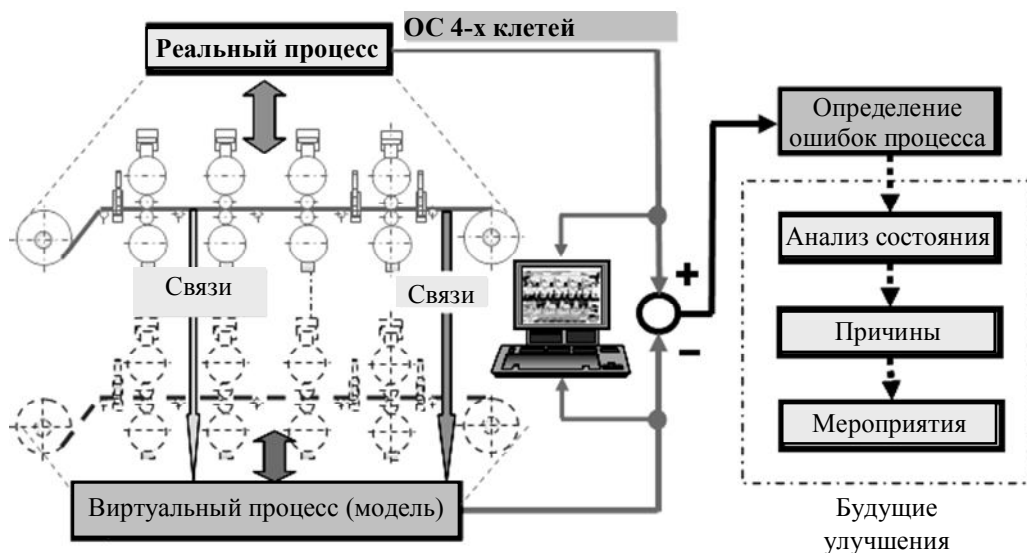 ОС 4-х клетей
Реальный процесс
Определение
ошибок процесса
Анализ состояния
Связи
Связи
+
Причины
−
Мероприятия
Виртуальный процесс (модель)
Будущие
улучшения